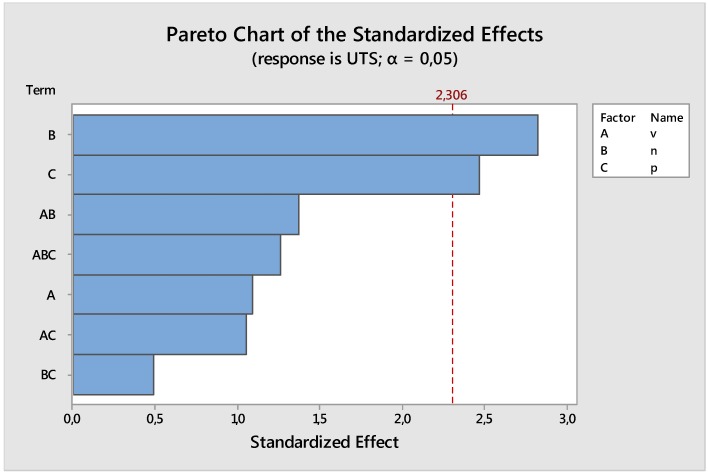 Pareto Chart of the Standardized Effects
(response is UTS; α = 0,05)
Term
2,306
Factor Name
A v
B n
C p
B
C
AB
ABC
A
AC
BC
0,0 0,5 1,0 1,5 2,0 2,5 3,0
Standardized Effect